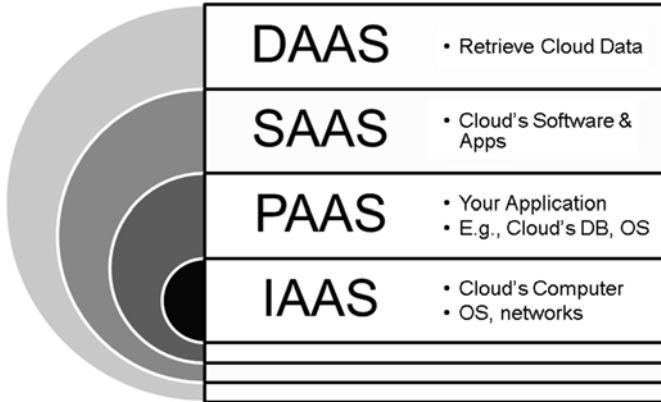 DAAS
• Retrieve Cloud Data
SAAS
• Cloud's Software &
Apps
PAAS
• Your Application
• E.g., Cloud's DB, OS
IAAS
• Cloud's Computer
• OS, networks